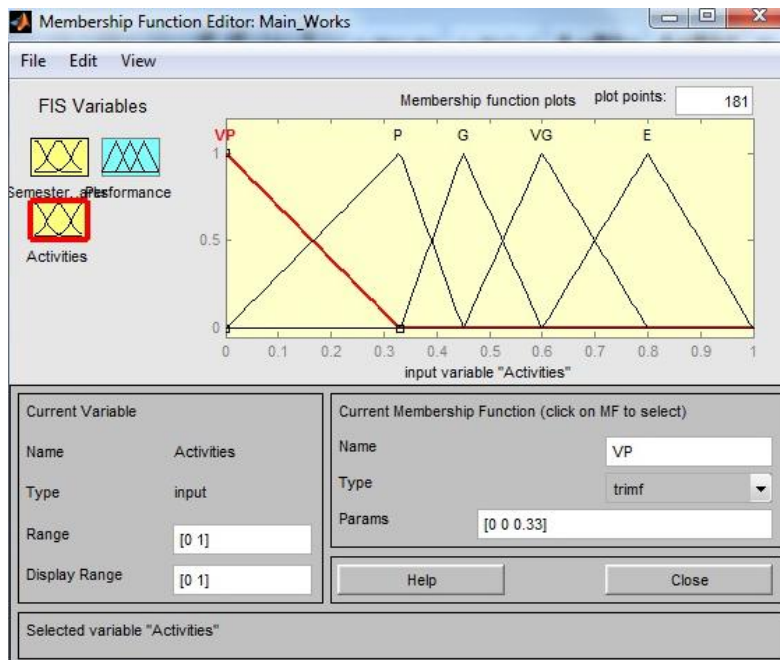 Membership Function Editor: Main_Works
File Edit View
FIS Variables
Membership function plots plot points: 181
VP P G VG E
1
0.5
0
0 0.1 0.2 0.3 0.4 0.5 0.6 0.7 0.8 0.9 1
input variable "Activities"
Performance
Activities
Current Variable
Name Activities
Type input
Range [0 1]
Display Range [0 1]
Current Membership Function (click on MF to select)
Name VP
Type trimf
Params [0 0 0.33]
Help Close
Selected variable "Activities"